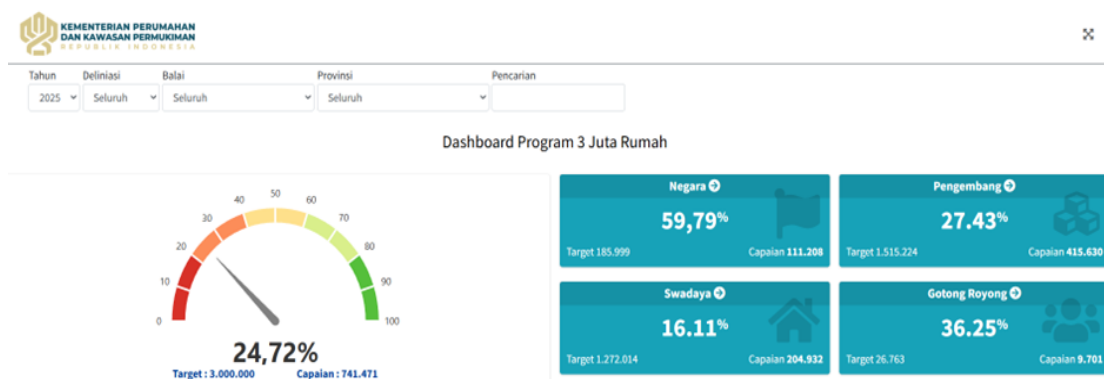 KEMENTERIAN PERUMAHAN
DAN KAWASAN PERMUKIMAN
REPUBLIK INDONESIA
Tahun Deliniasi Balai Provinsi Pencarian
2025 Seluruh Seluruh Seluruh
Dashboard Program 3 Juta Rumah
0 10 20 30 40 50 60 70 80 90 100
24,72%
Target : 3.000.000 Capaian : 741.471
Negara
59,79%
Target 185.999 Capaian 111.208
Pengembang
27.43%
Target 1.515.224 Capaian 415.630
Swadaya
16.11%
Target 1.272.014 Capaian 204.932
Gotong Royong
36.25%
Target 26.763 Capaian 9.701